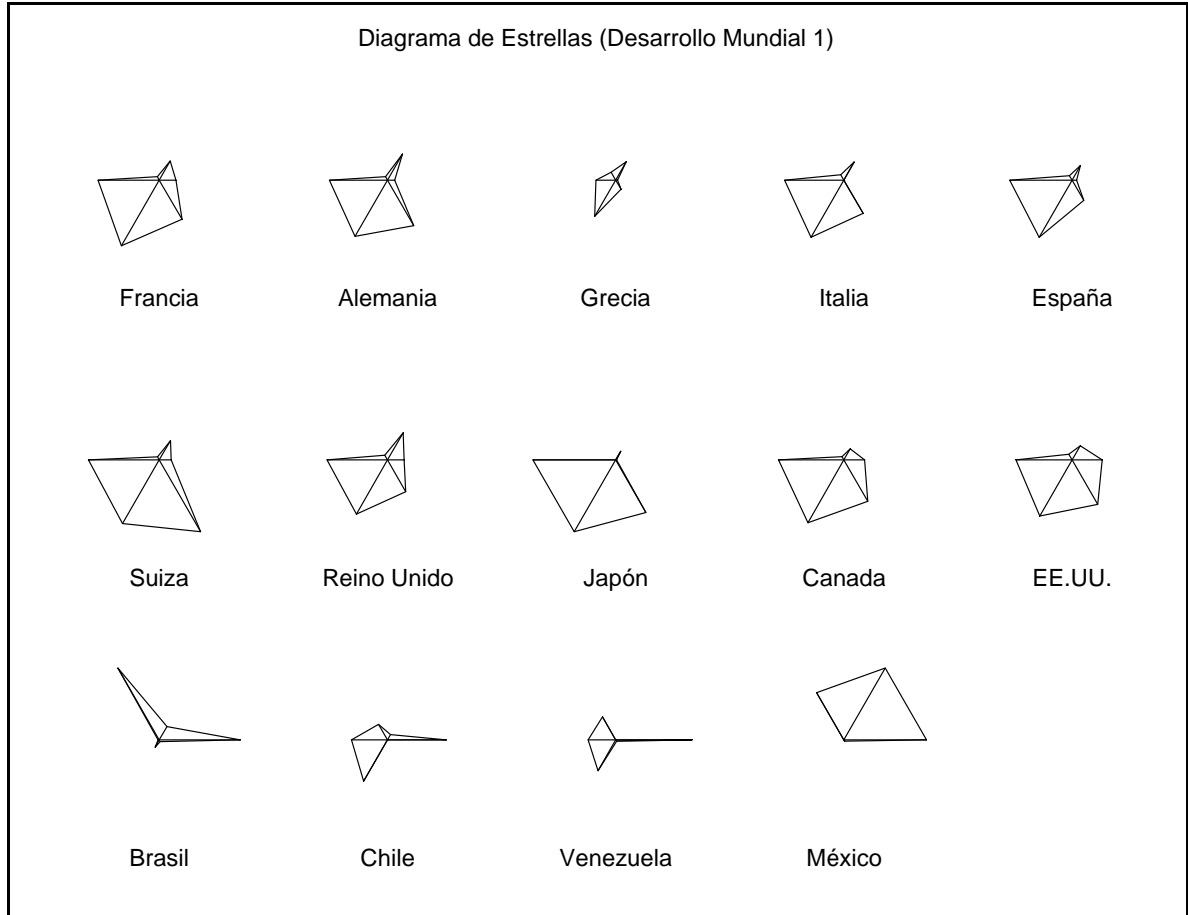 Diagrama de Estrellas (Desarrollo Mundial 1)
Francia Alemania Grecia Italia España
Suiza Reino Unido Japón Canada EE.UU.
Brasil Chile Venezuela México